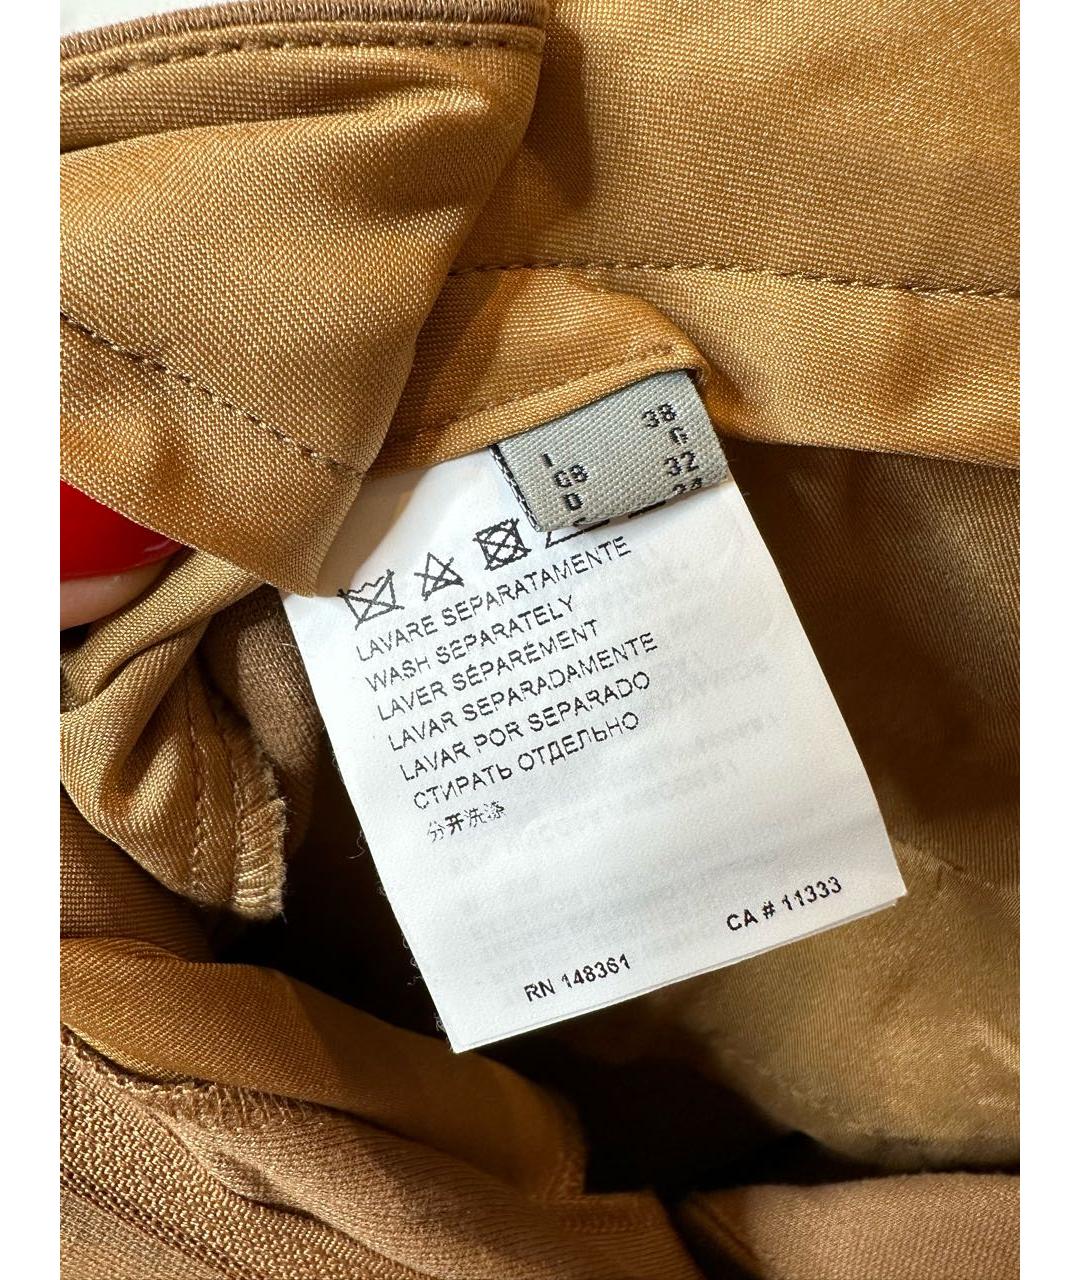 I 38
GB 6
D 32
LAVARE SEPARATAMENTE
WASH SEPARATELY
LAVER SÉPARÉMENT
LAVAR SEPARADAMENTE
LAVAR POR SEPARADO
СТИРАТЬ ОТДЕЛЬНО
分开洗涤
RN 148361
CA # 11333